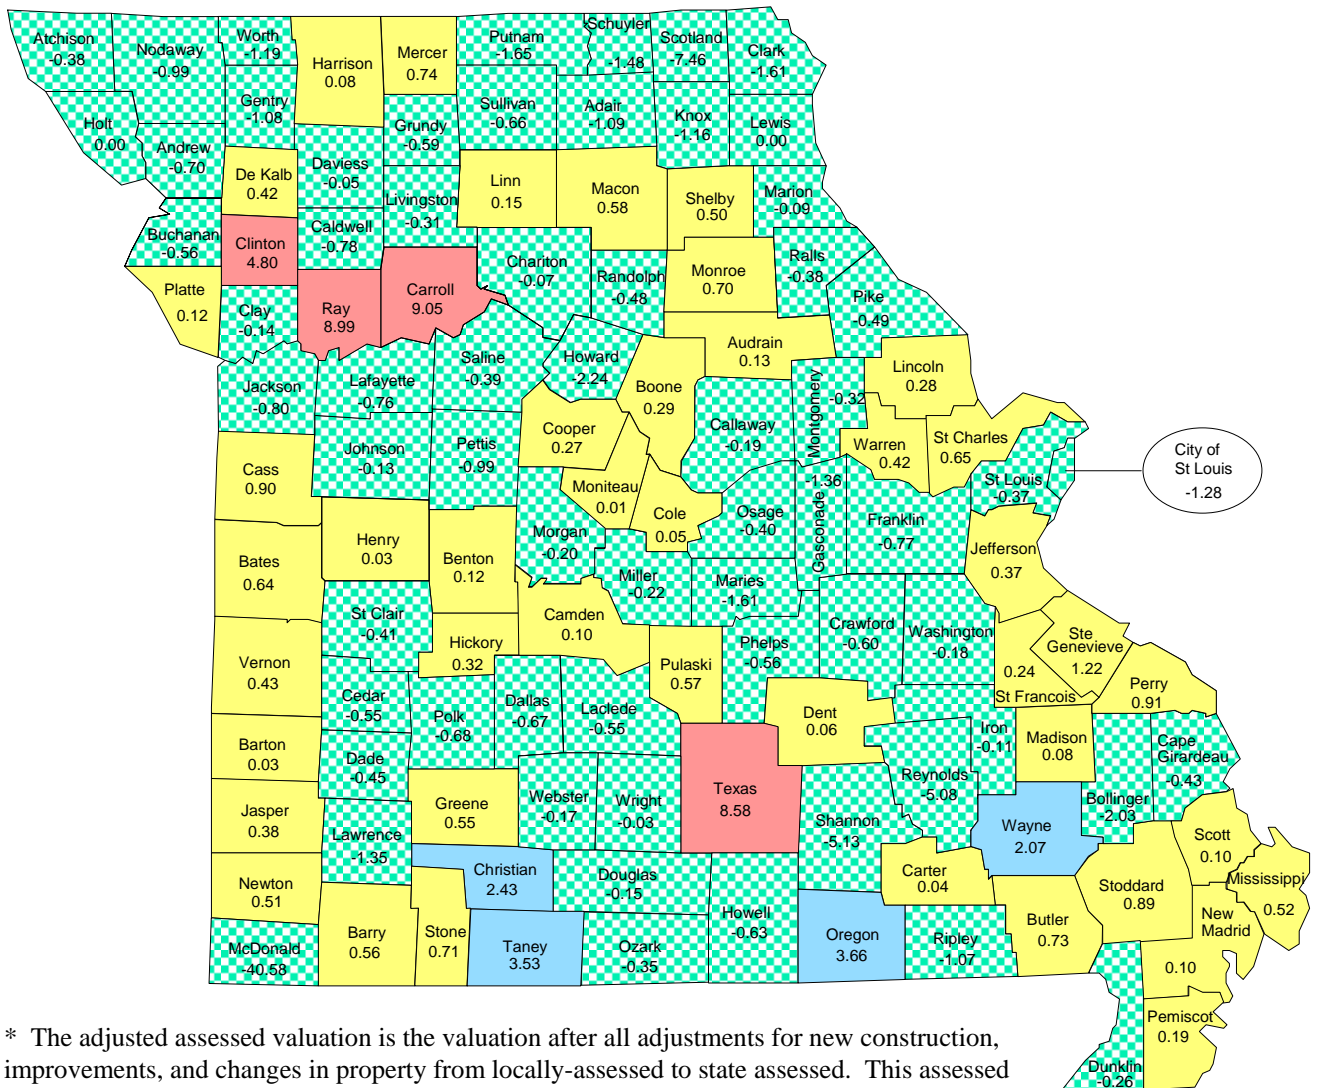 Atchison
-0.38
Nodaway
-0.99
Worth
-1.19
Harrison
0.08
Mercer
0.74
Putnam
-1.65
Schuyler
-1.48
Scotland
-7.46
Clark
-1.61
Holt
0.00
Andrew
-0.70
Gentry
-1.08
Grundy
-0.59
Sullivan
-0.66
Adair
-1.09
Knox
-1.16
Lewis
0.00
De Kalb
0.42
Daviess
-0.05
Livingston
-0.31
Linn
0.15
Macon
0.58
Shelby
0.50
Marion
-0.09
Buchanan
-0.56
Clinton
4.80
Caldwell
-0.78
Carroll
9.05
Chariton
-0.07
Randolph
-0.48
Monroe
0.70
Ralls
-0.38
Pike
-0.49
Platte
0.12
Clay
-0.14
Ray
8.99
Saline
-0.39
Howard
-2.24
Boone
0.29
Audrain
0.13
Lincoln
0.28
Jackson
-0.80
Lafayette
-0.76
Cooper
0.27
Callaway
-0.19
Montgomery
-0.32
Warren
0.42
St Charles
0.65
St Louis
-0.37
City of
St Louis
-1.28
Cass
0.90
Johnson
-0.13
Pettis
-0.99
Moniteau
0.01
Cole
0.05
Osage
-0.40
Gasconade
-1.36
Franklin
-0.77
Jefferson
0.37
Bates
0.64
Henry
0.03
Benton
0.12
Morgan
-0.20
Miller
-0.22
Maries
-1.61
Camden
0.10
St Clair
-0.41
Hickory
0.32
Pulaski
0.57
Phelps
-0.56
Crawford
-0.60
Washington
-0.18
Ste
Genevieve
1.22
0.24
St Francois
Perry
0.91
Vernon
0.43
Cedar
-0.55
Polk
-0.68
Dallas
-0.67
Laclede
-0.55
Dent
0.06
Iron
-0.11
Madison
0.08
Cape
Girardeau
-0.43
Barton
0.03
Dade
-0.45
Greene
0.55
Webster
-0.17
Wright
-0.03
Texas
8.58
Shannon
-5.13
Reynolds
-5.08
Wayne
2.07
Bollinger
-2.03
Scott
0.10
Jasper
0.38
Lawrence
-1.35
Christian
2.43
Douglas
-0.15
Howell
-0.63
Carter
0.04
Stoddard
0.89
Mississippi
0.52
Newton
0.51
Barry
0.56
Stone
0.71
Taney
3.53
Ozark
-0.35
Oregon
3.66
Ripley
-1.07
Butler
0.73
New
Madrid
0.10
McDonald
-40.58
Pemiscot
0.19
Dunklin
-0.26
* The adjusted assessed valuation is the valuation after all adjustments for new construction,
improvements, and changes in property from locally-assessed to state assessed. This assessed